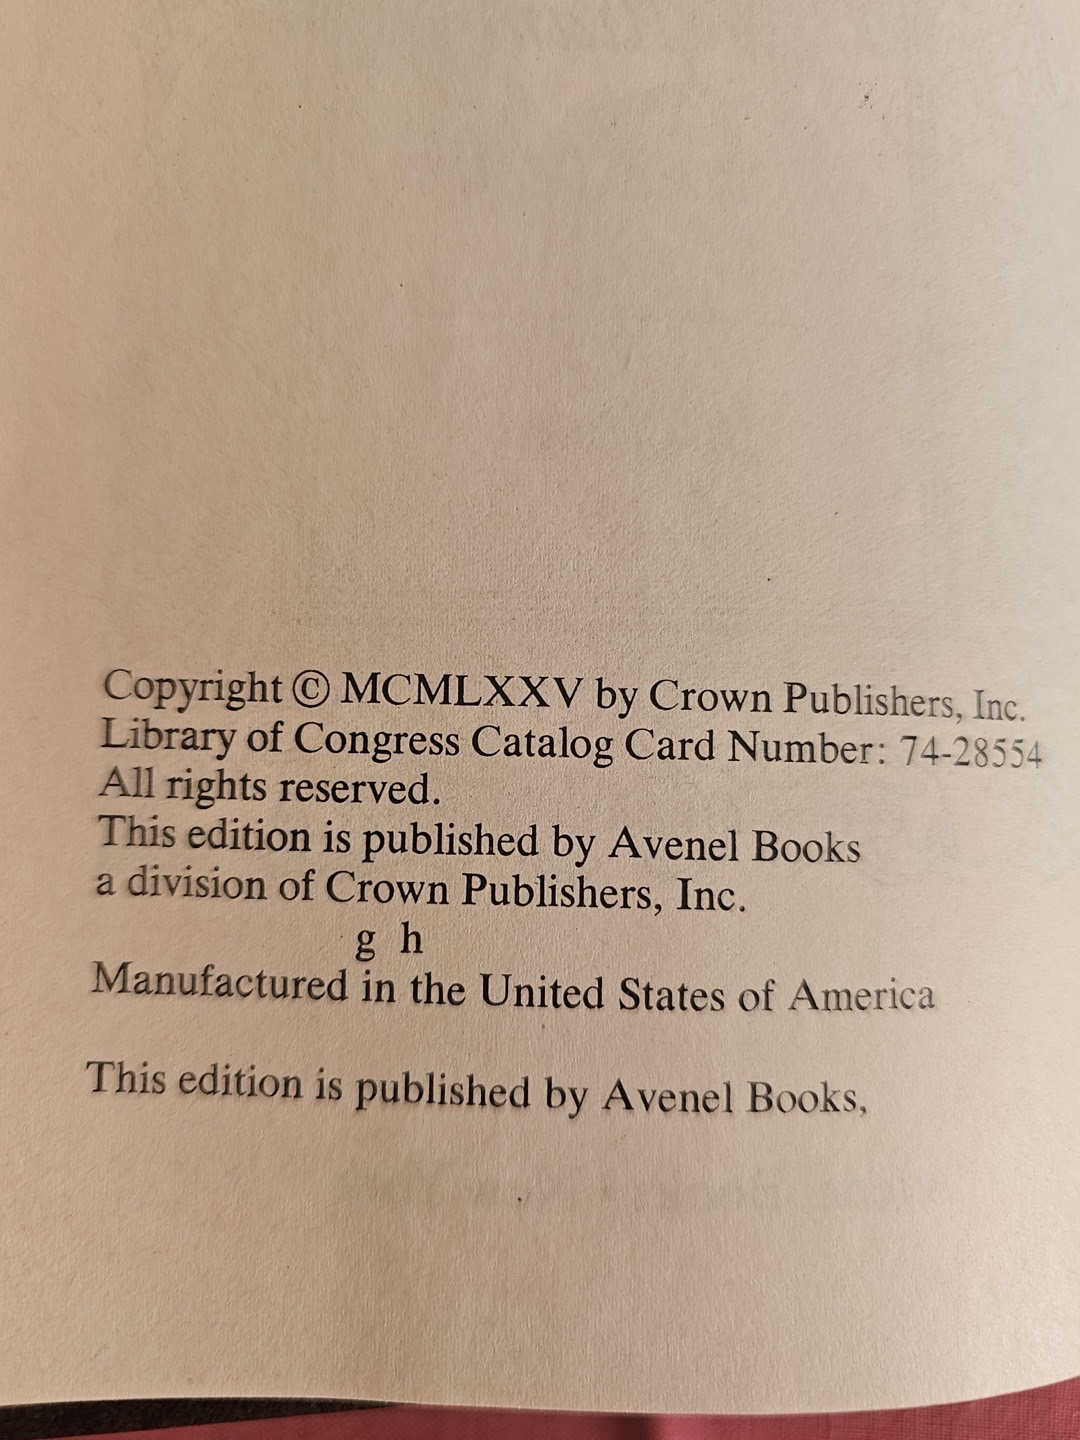 Copyright © MCMLXXV by Crown Publishers, Inc.
Library of Congress Catalog Card Number: 74-28554
All rights reserved.
This edition is published by Avenel Books
a division of Crown Publishers, Inc.
g h
Manufactured in the United States of America
This edition is published by Avenel Books,